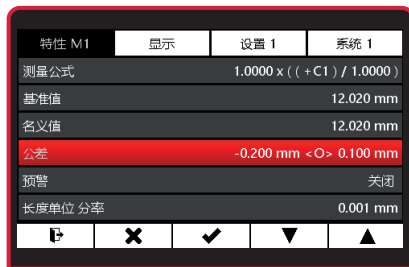 特性 M1 显示 设置 1 系统 1
测量公式 1.0000 x ( ( +C1 ) / 1.0000 )
基准值 12.020 mm
名义值 12.020 mm
公差 -0.200 mm <O> 0.100 mm
预警 关闭
长度单位 分率 0.001 mm